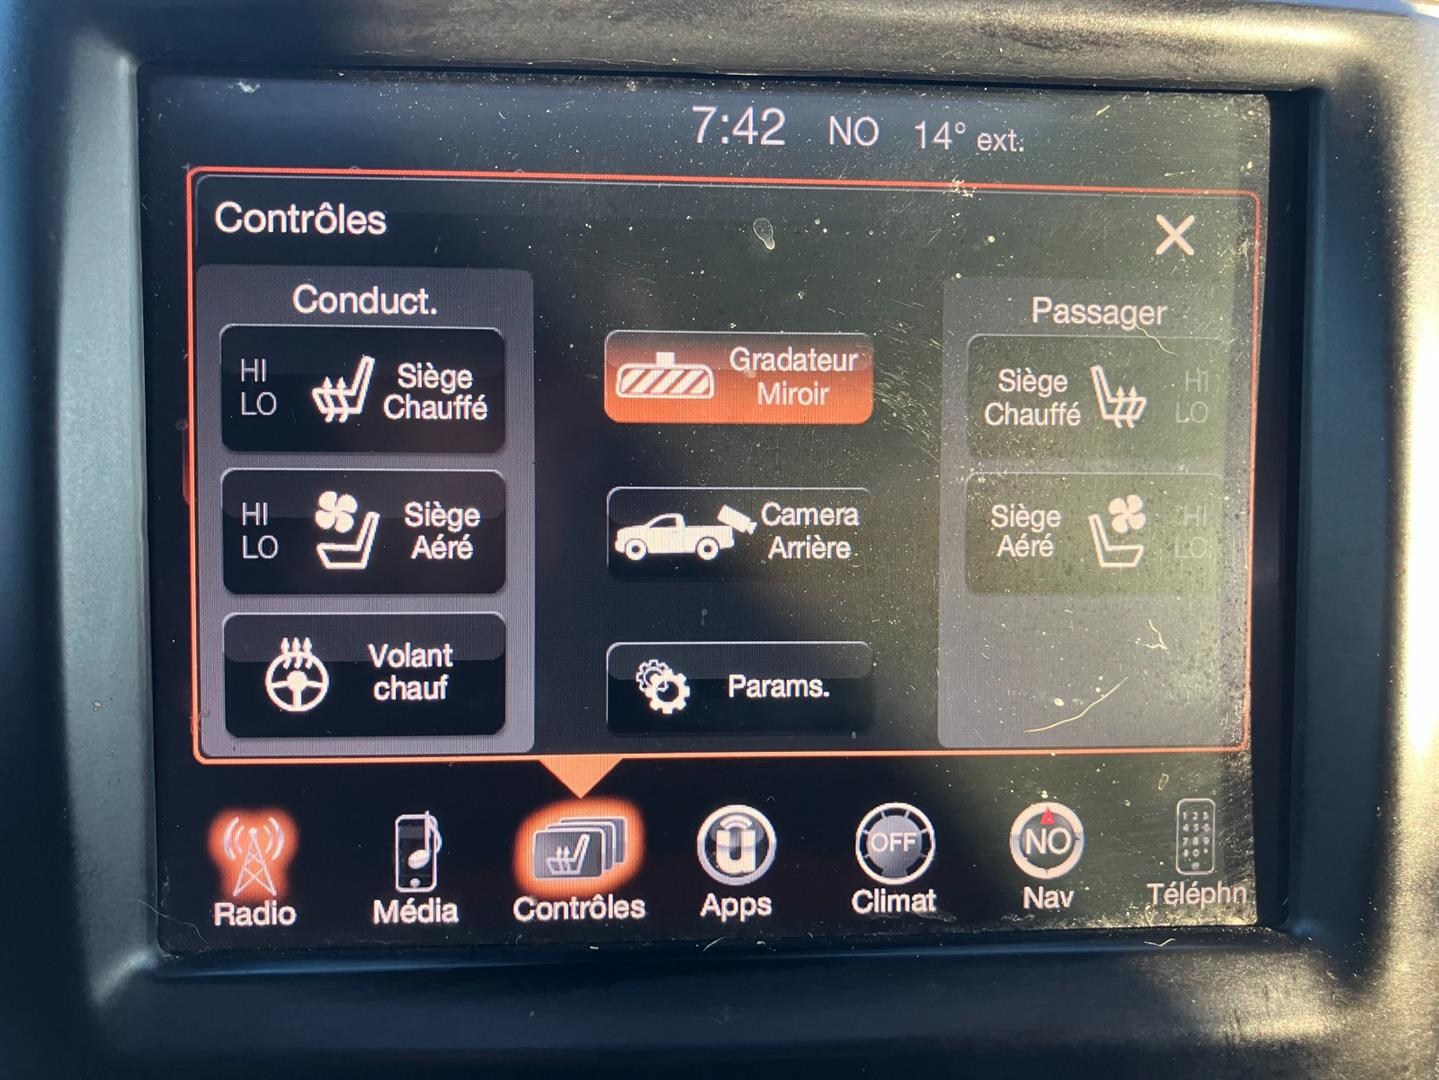 7:42 NO 14° ext.
Contrôles
Conduct.
HI
LO
Siège
Chauffé
HI
LO
Siège
Aéré
Volant
chauf
Gradateur
Miroir
Camera
Arrière
Params.
Passager
Siège
Chauffé
HI
LO
Siège
Aéré
HI
LO
Radio
Média
Contrôles
Apps
OFF
Climat
NO
Nav
Téléphn